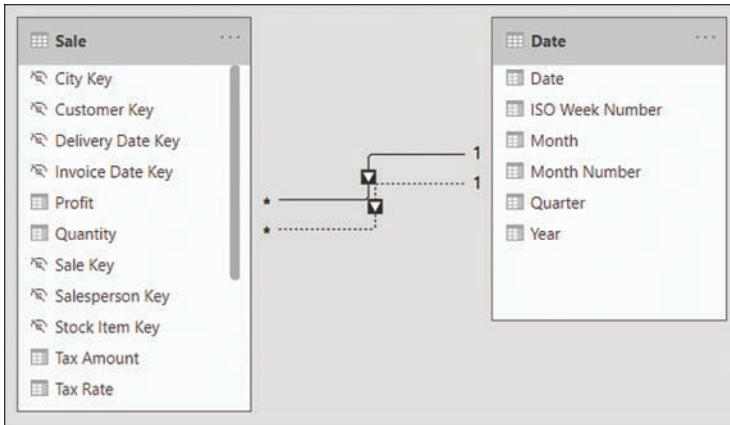 Sale ...
City Key
Customer Key
Delivery Date Key
Invoice Date Key
Profit
Quantity
Sale Key
Salesperson Key
Stock Item Key
Tax Amount
Tax Rate
1
1
*
*
Date ...
Date
ISO Week Number
Month
Month Number
Quarter
Year